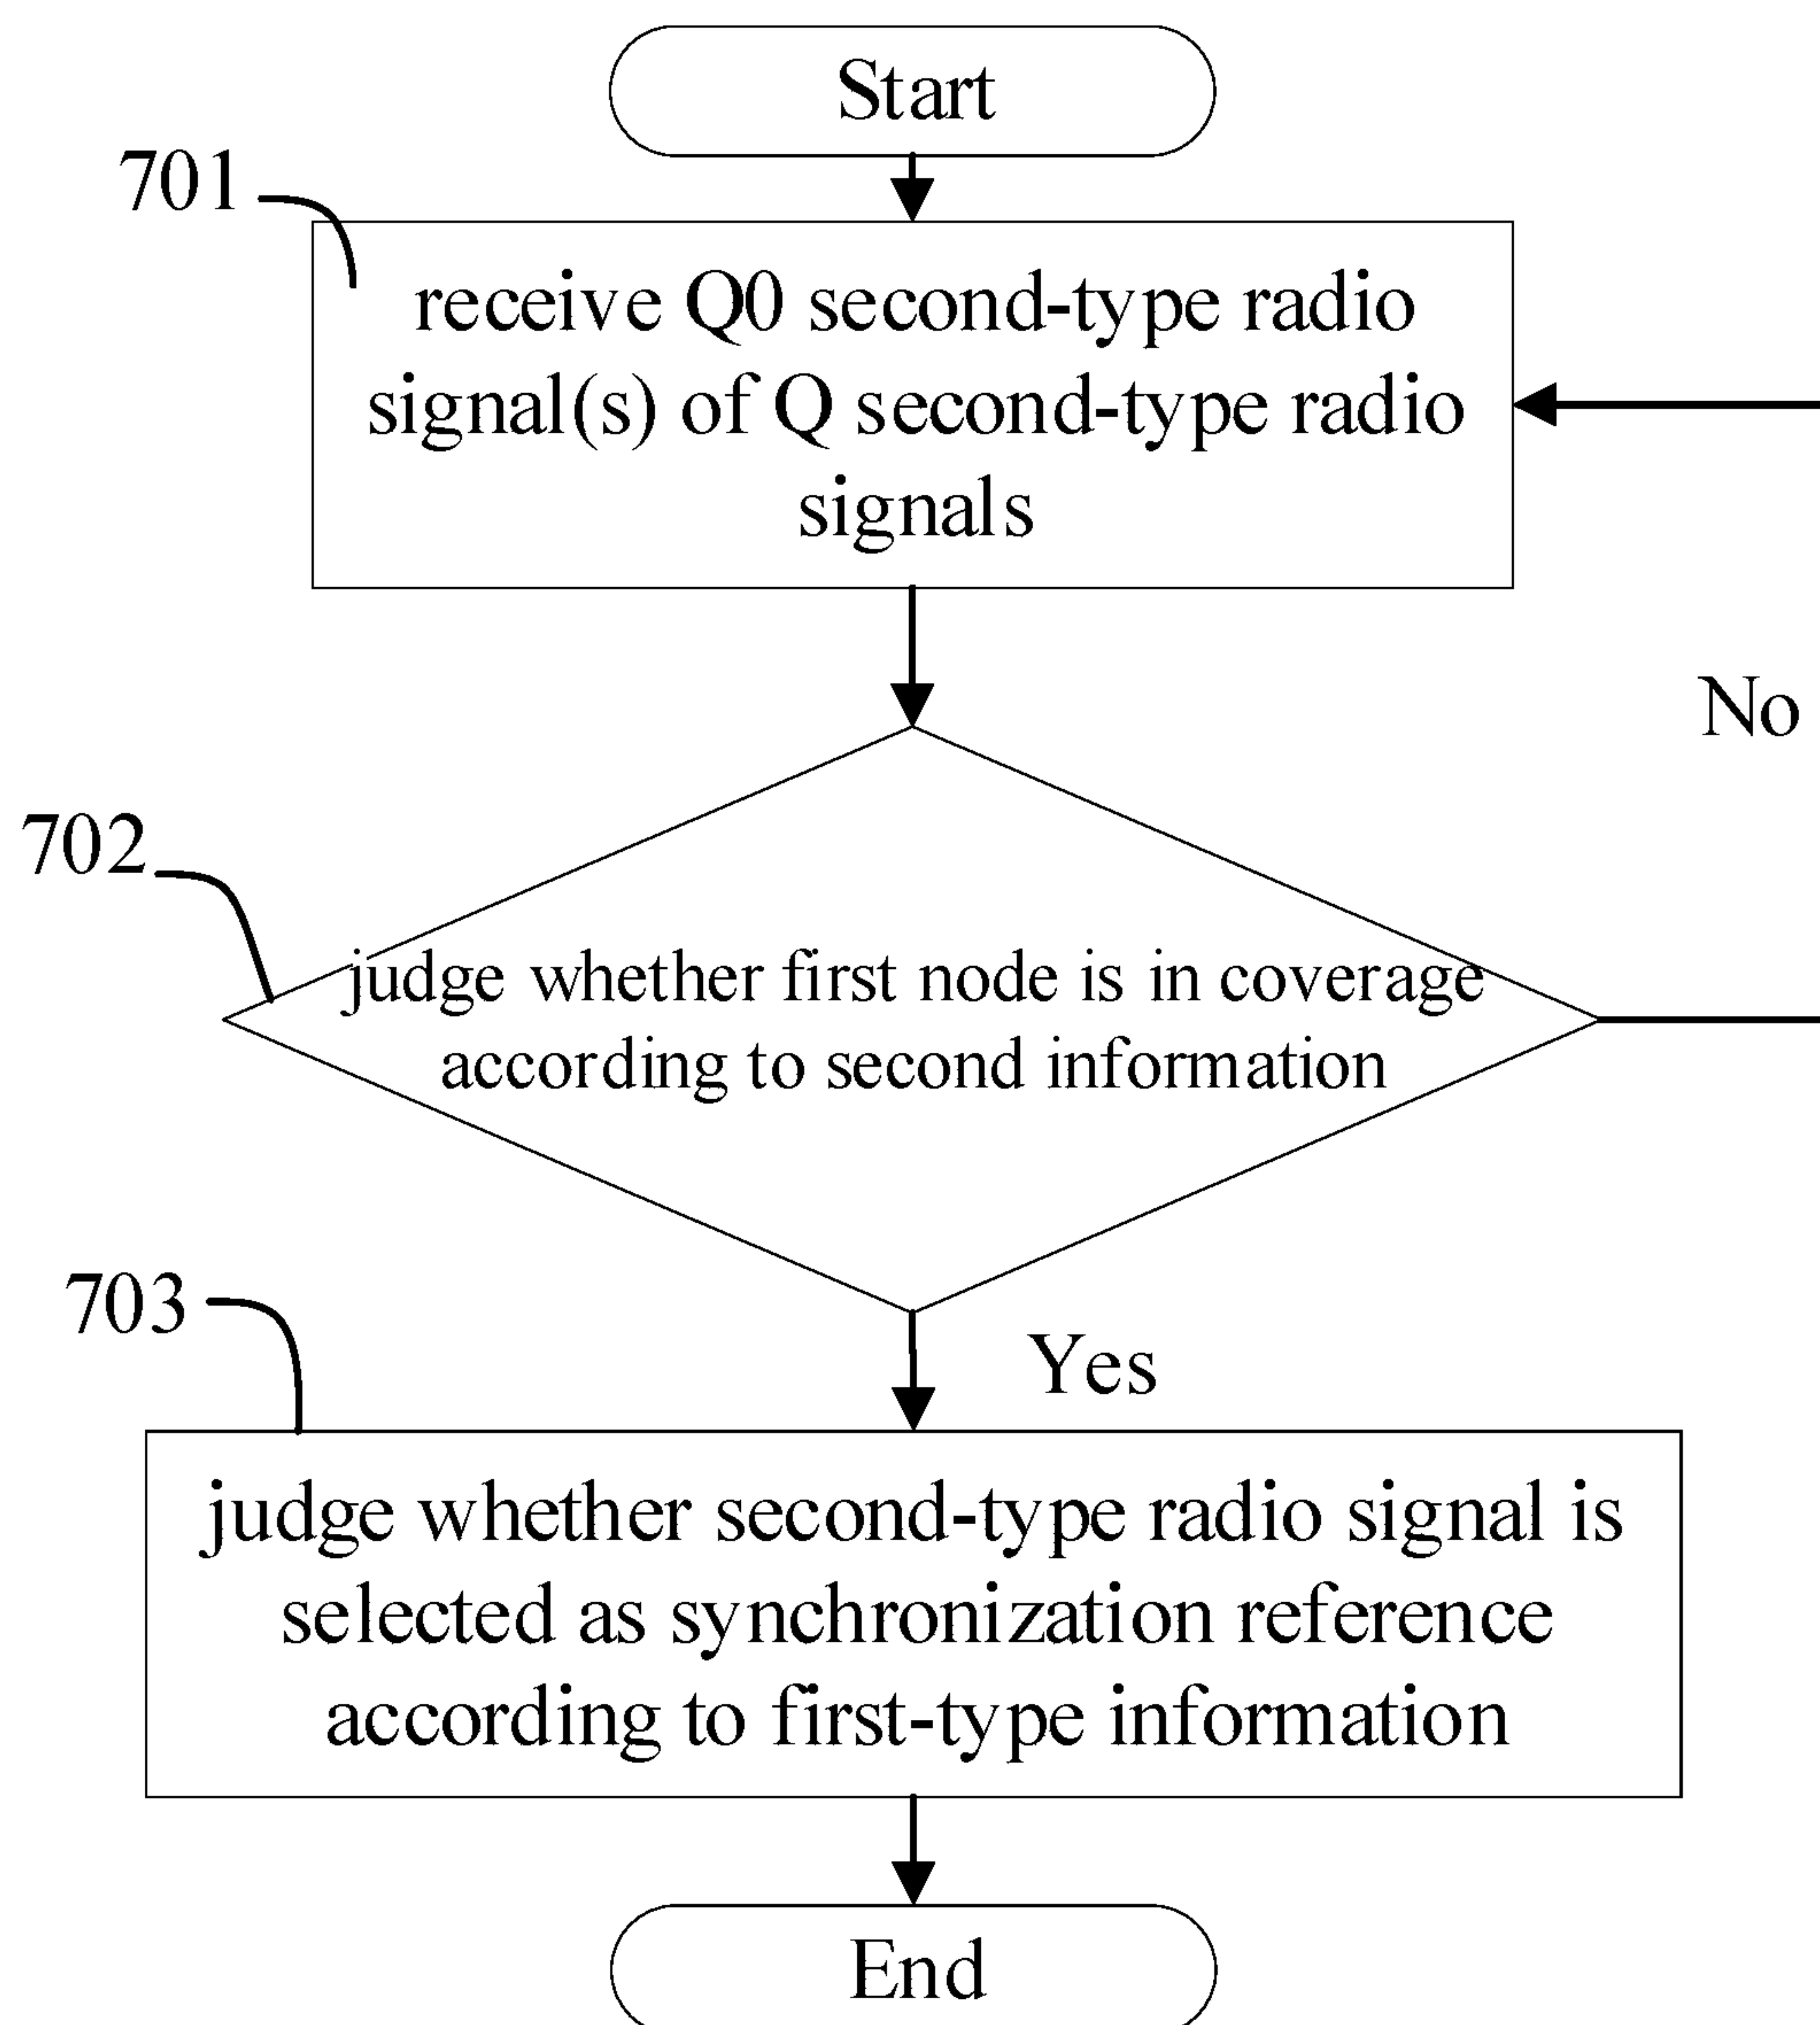 Start
701
receive Q0 second-type radio
signal(s) of Q second-type radio
signals
No
702
judge whether first node is in coverage
according to second information
703
Yes
judge whether second-type radio signal is
selected as synchronization reference
according to first-type information
End